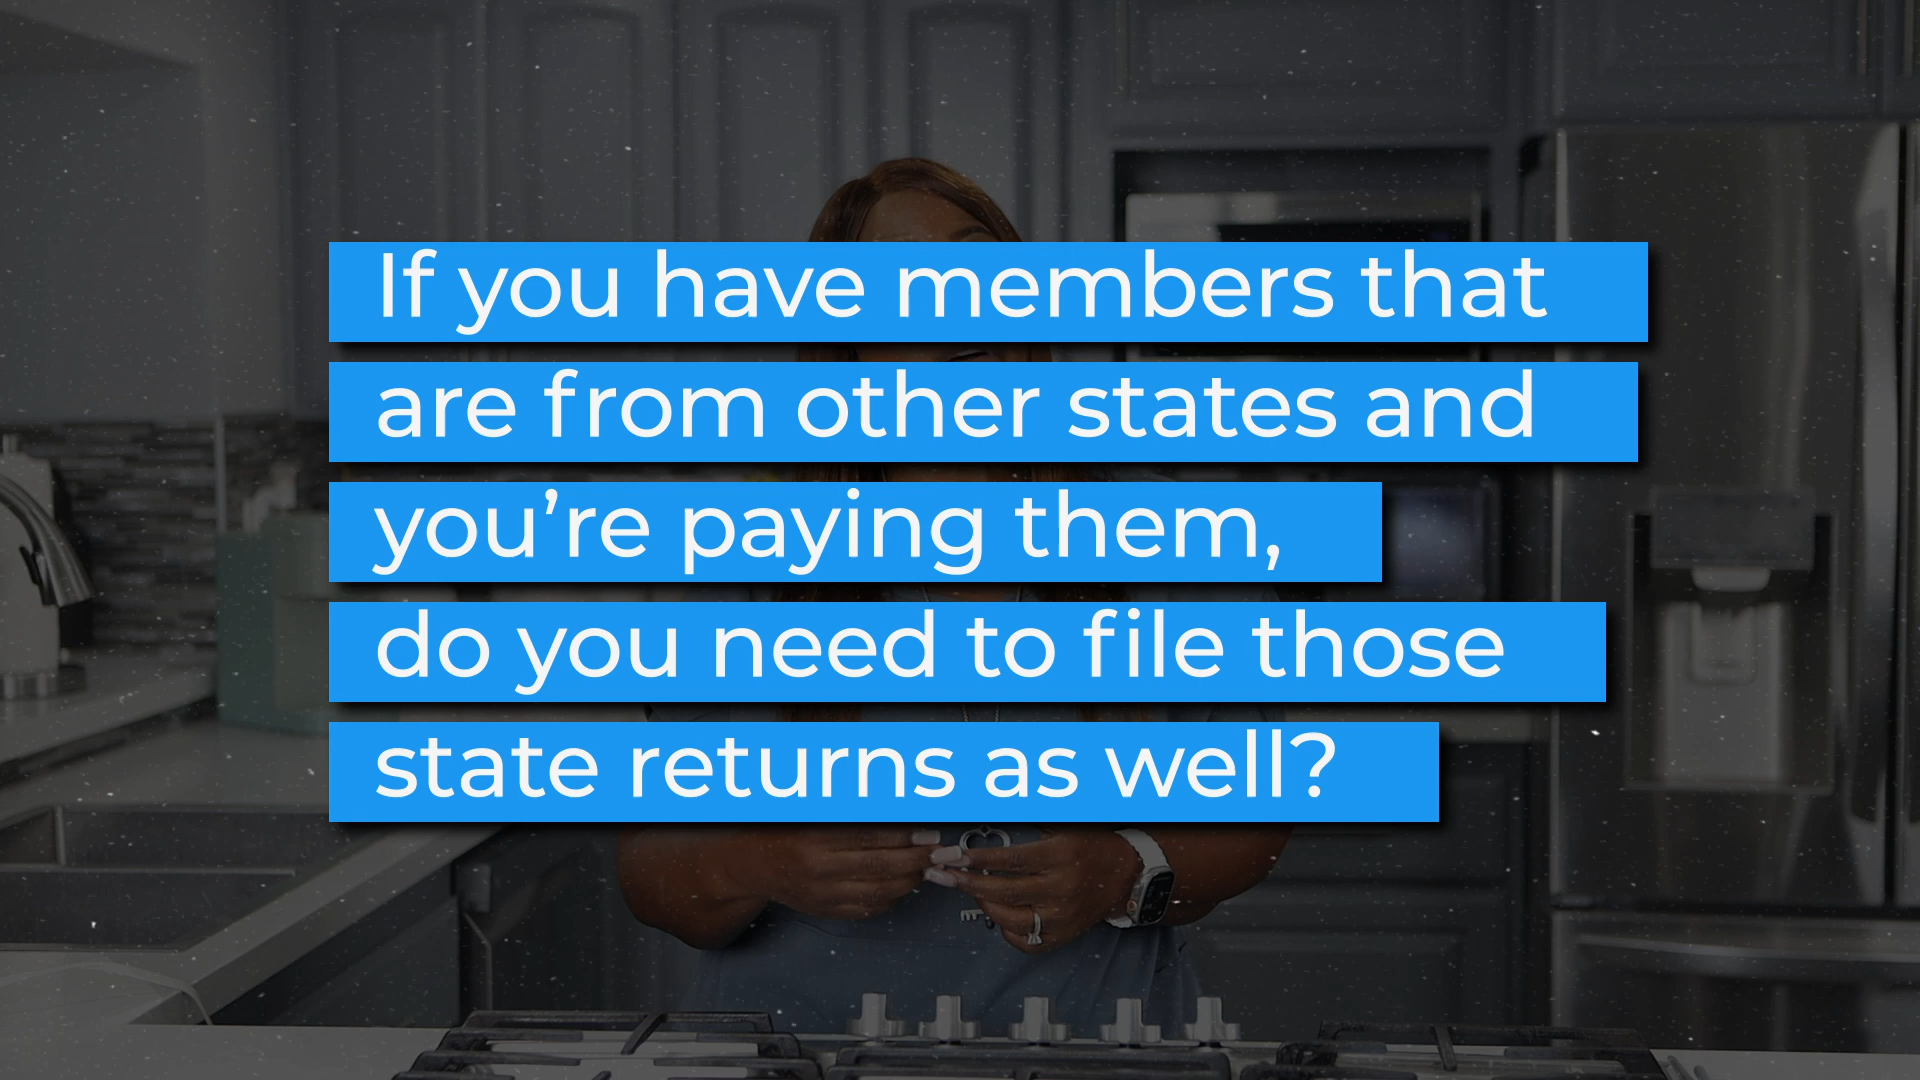 If you have members that
are from other states and
you’re paying them,
do you need to file those
state returns as well?